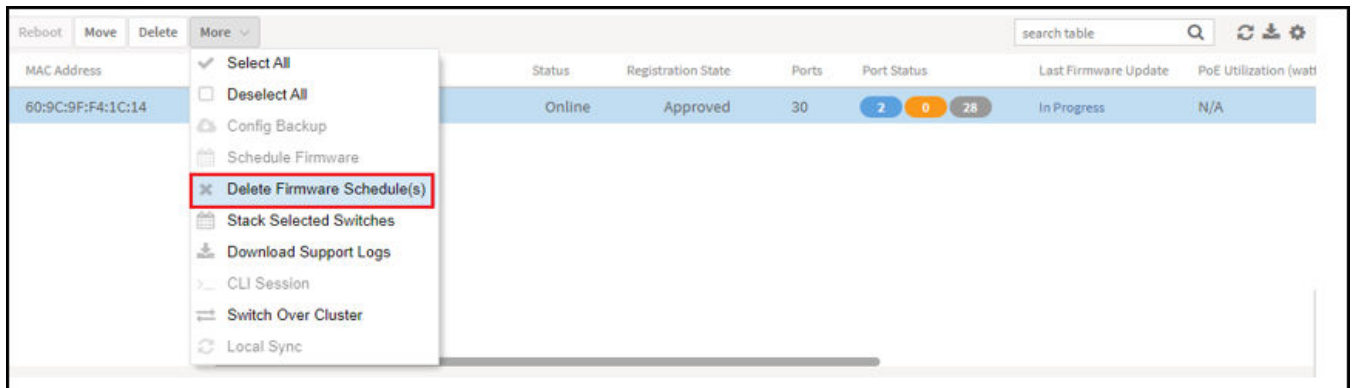 Reboot Move Delete More search table
MAC Address Status Registration State Ports Port Status Last Firmware Update PoE Utilization (watt
60:9C:9F:F4:1C:14 Online Approved 30 2 0 28 In Progress N/A
Select All
Deselect All
Config Backup
Schedule Firmware
Delete Firmware Schedule(s)
Stack Selected Switches
Download Support Logs
CLI Session
Switch Over Cluster
Local Sync